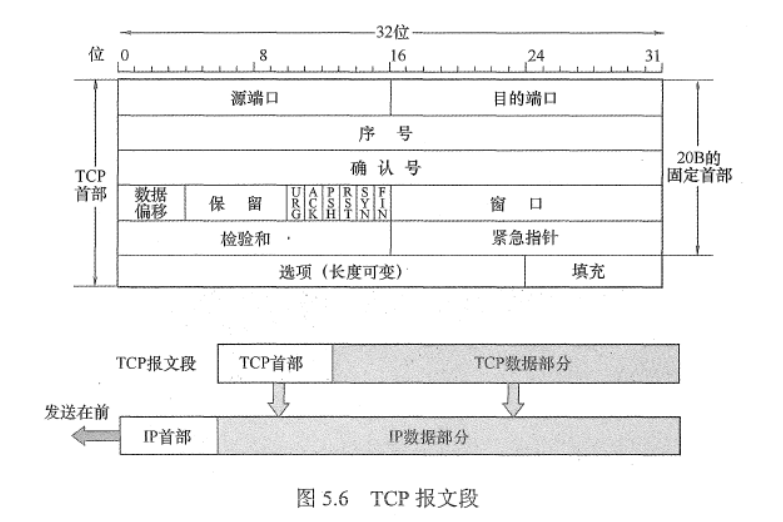 32位
位 0 8 16 24 31
源端口 目的端口
序 号
TCP首部
确 认 号
20B的固定首部
数据偏移 保 留 URG ACK PSH RST SYN FIN 窗 口
检验和 紧急指针
选项（长度可变） 填充
TCP报文段 TCP首部 TCP数据部分
发送在前
IP首部 IP数据部分
图 5.6 TCP 报文段